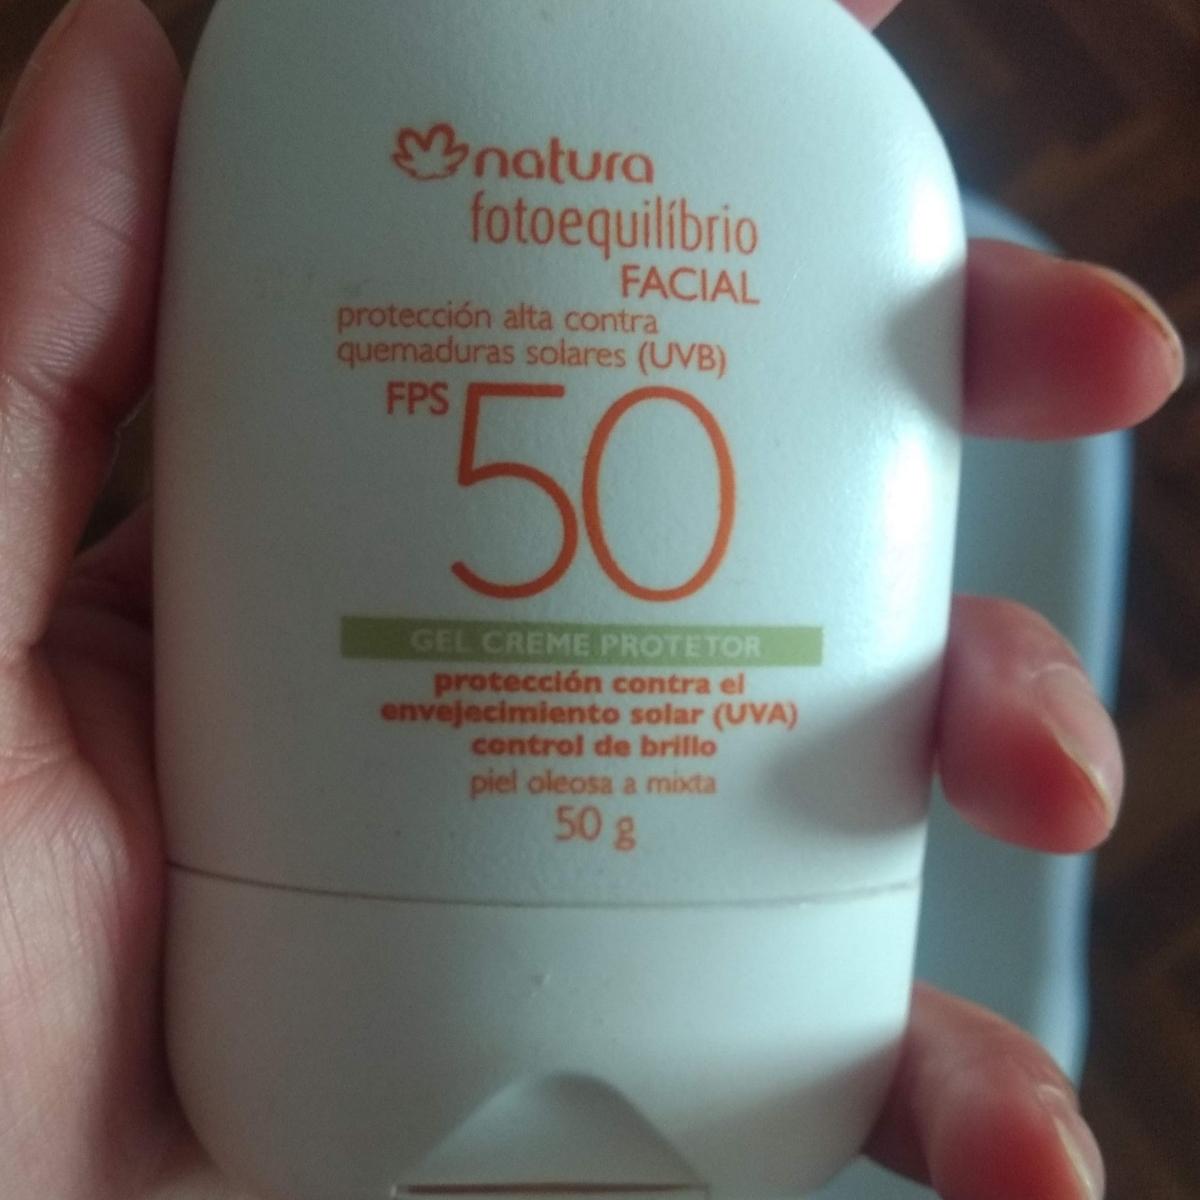 natura
fotoequilíbrio
FACIAL
protección alta contra
quemaduras solares (UVB)
FPS 50
GEL CREME PROTETOR
protección contra el
envejecimiento solar (UVA)
control de brillo
piel oleosa a mixta
50 g